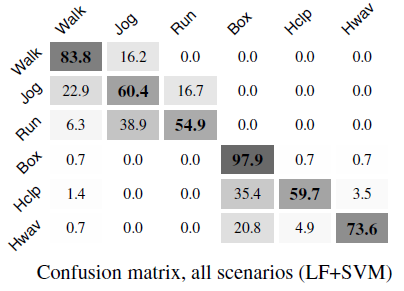 Walk Jog Run Box Hclp Hwav
Walk 83.8 16.2 0.0 0.0 0.0 0.0
Jog 22.9 60.4 16.7 0.0 0.0 0.0
Run 6.3 38.9 54.9 0.0 0.0 0.0
Box 0.7 0.0 0.0 97.9 0.7 0.7
Hclp 1.4 0.0 0.0 35.4 59.7 3.5
Hwav 0.7 0.0 0.0 20.8 4.9 73.6
Confusion matrix, all scenarios (LF+SVM)